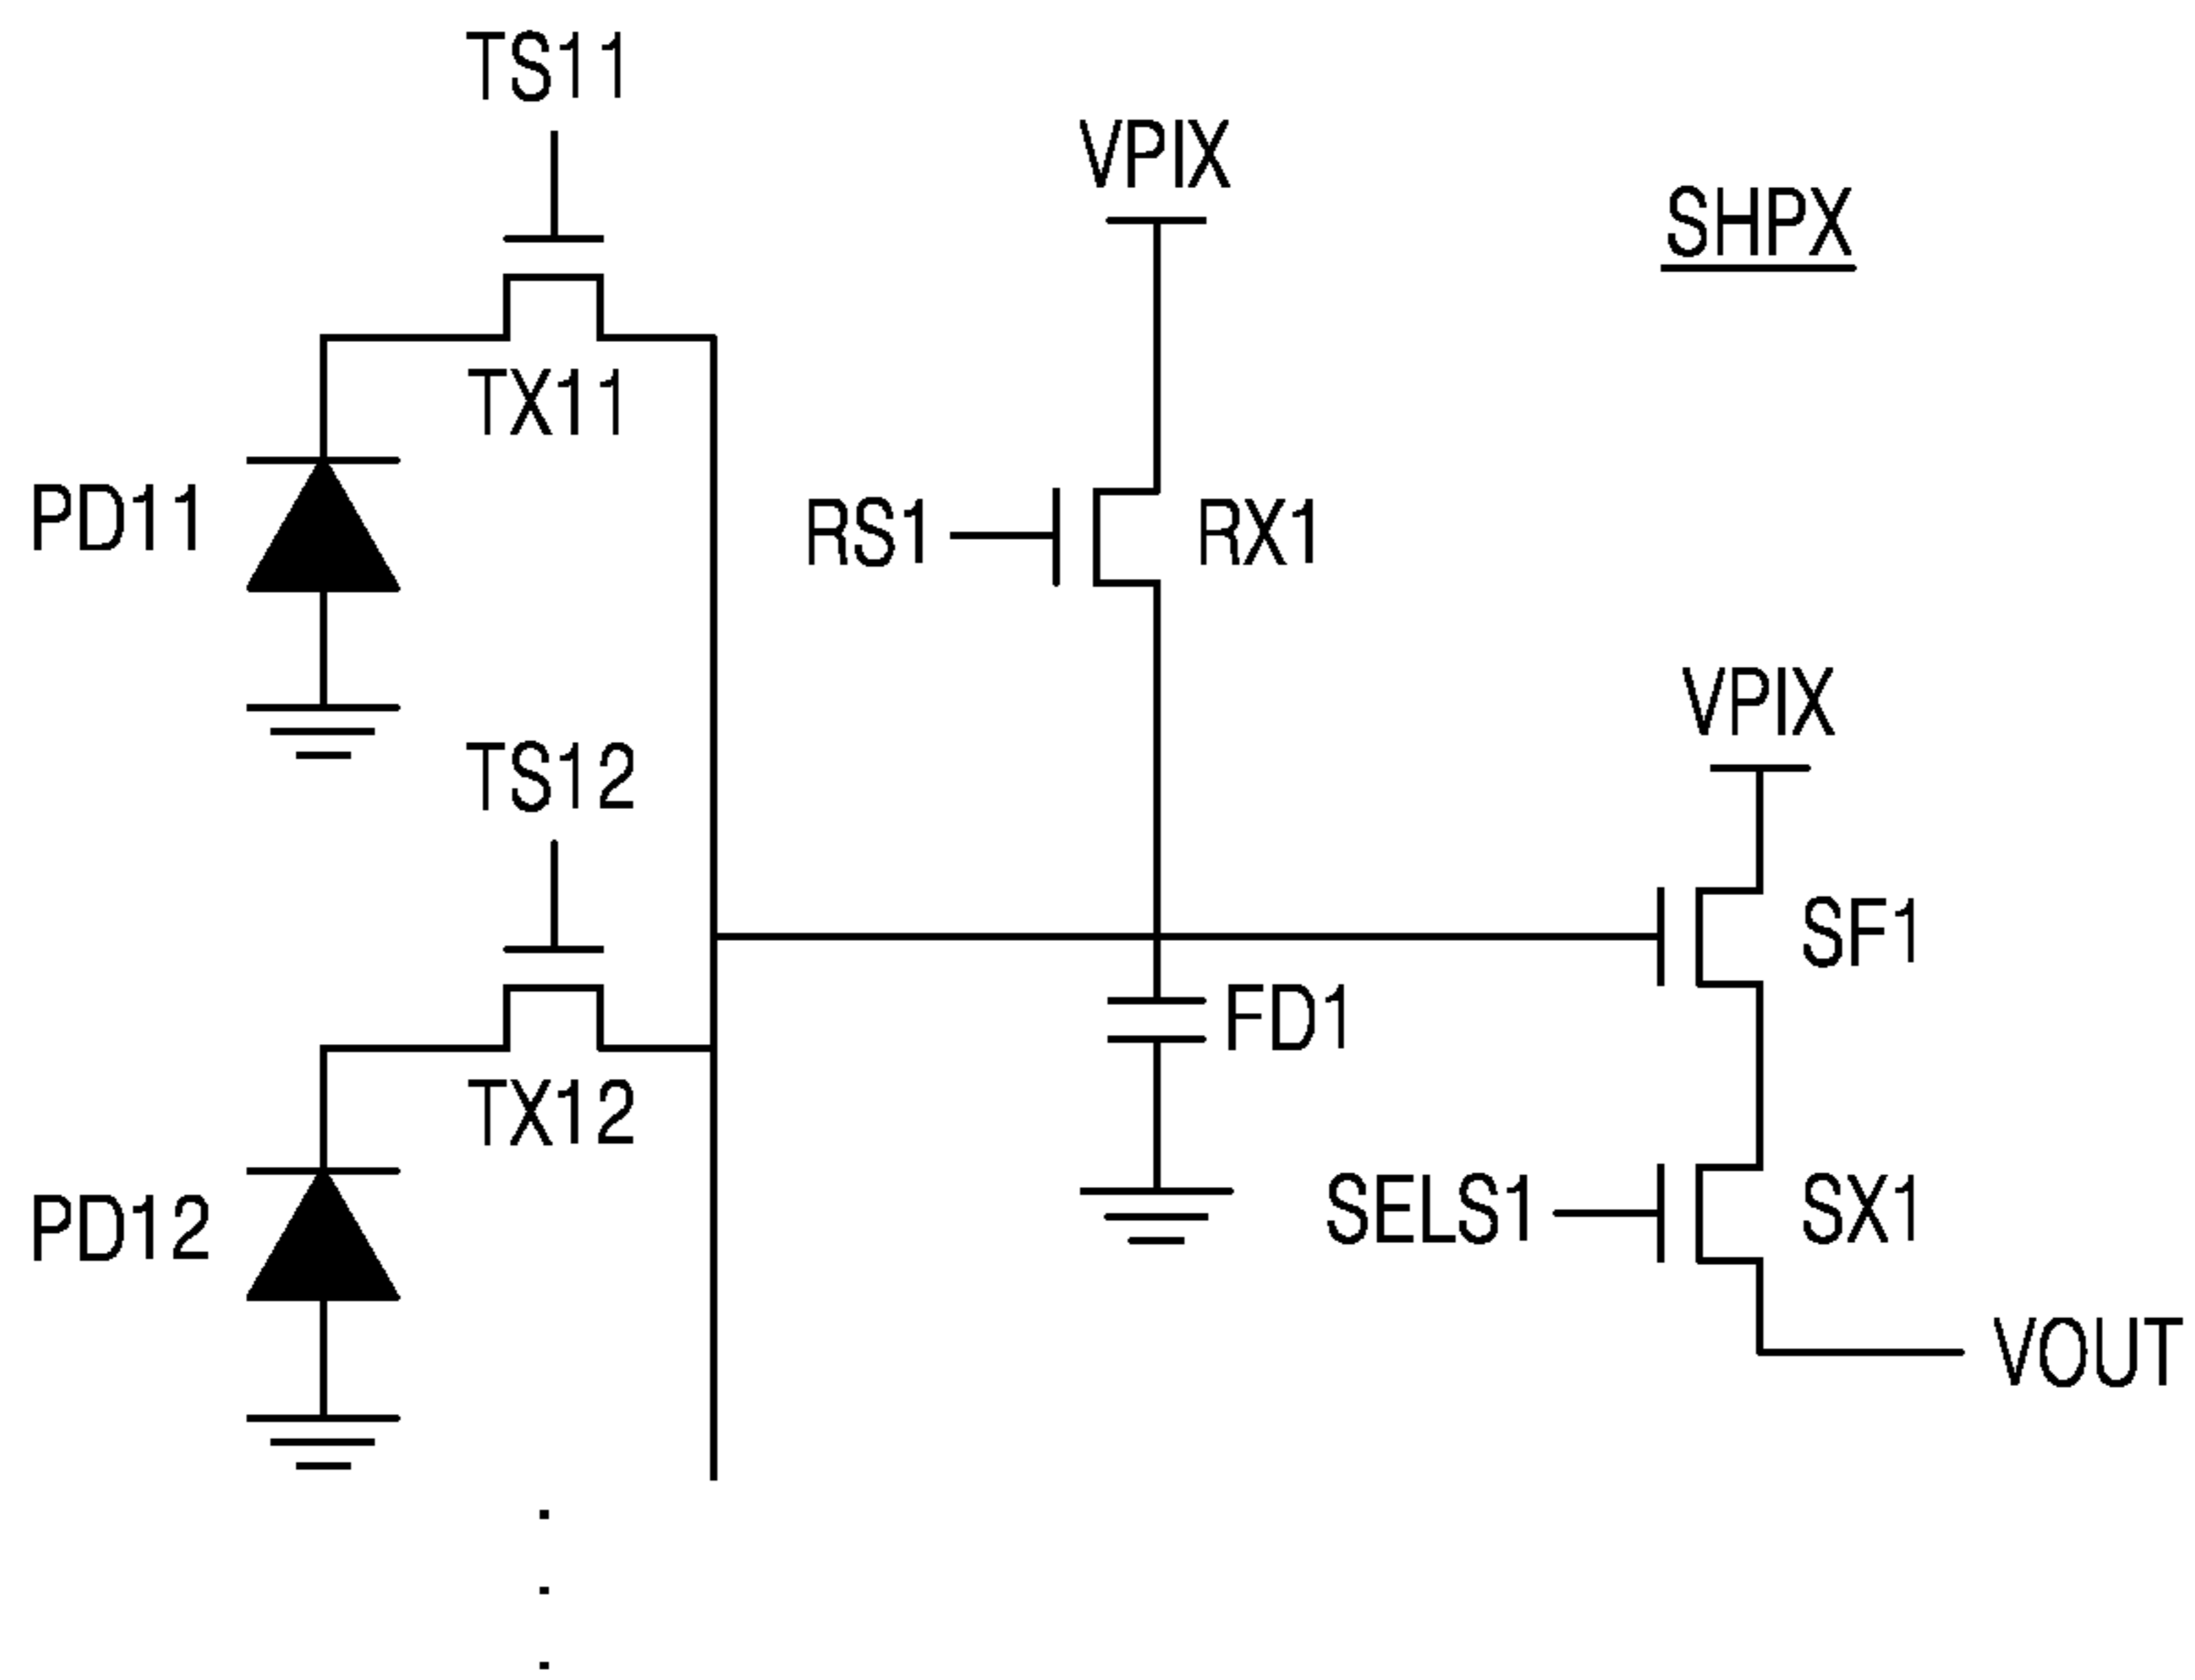 TS11
VPIX
SHPX
TX11
PD11
RS1
RX1
VPIX
TS12
SF1
FD1
TX12
PD12
SELS1
SX1
VOUT